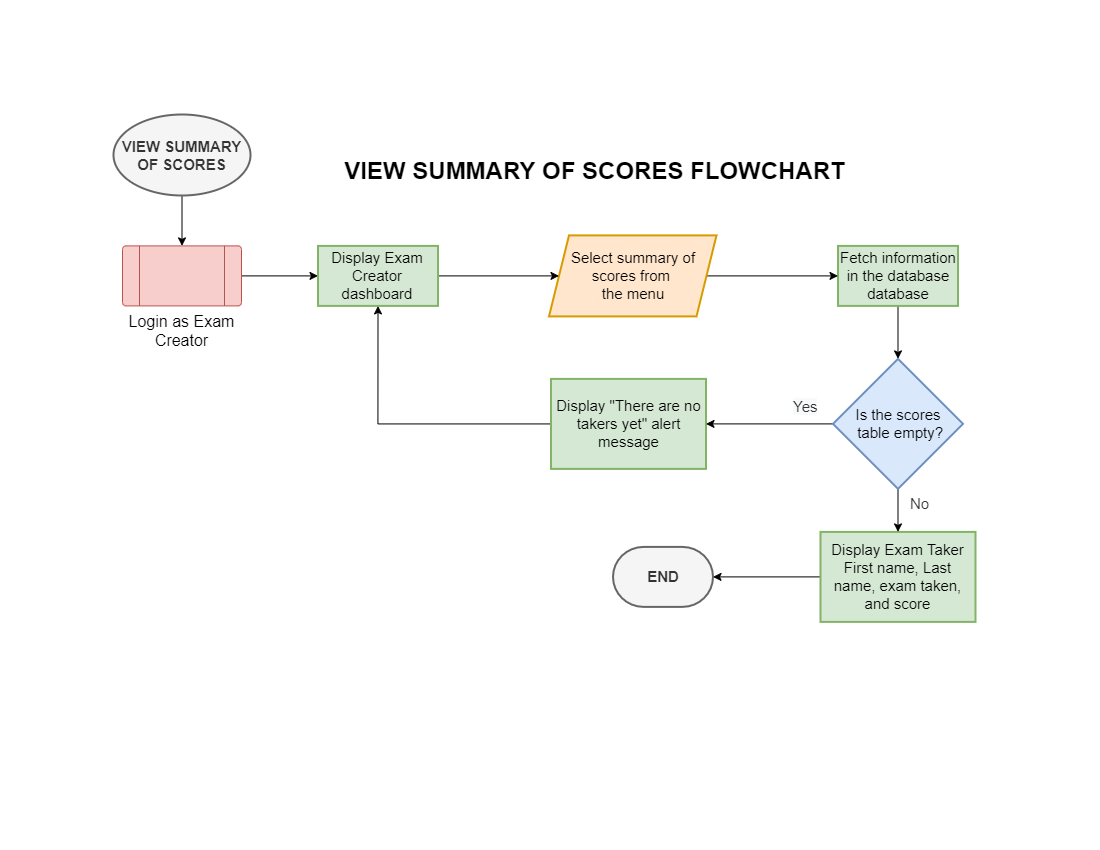 VIEW SUMMARY
OF SCORES
VIEW SUMMARY OF SCORES FLOWCHART
Login as Exam
Creator
Display Exam
Creator
dashboard
Select summary of
scores from
the menu
Fetch information
in the database
database
Is the scores
table empty?
Yes
Display "There are no
takers yet" alert
message
No
Display Exam Taker
First name, Last
name, exam taken,
and score
END